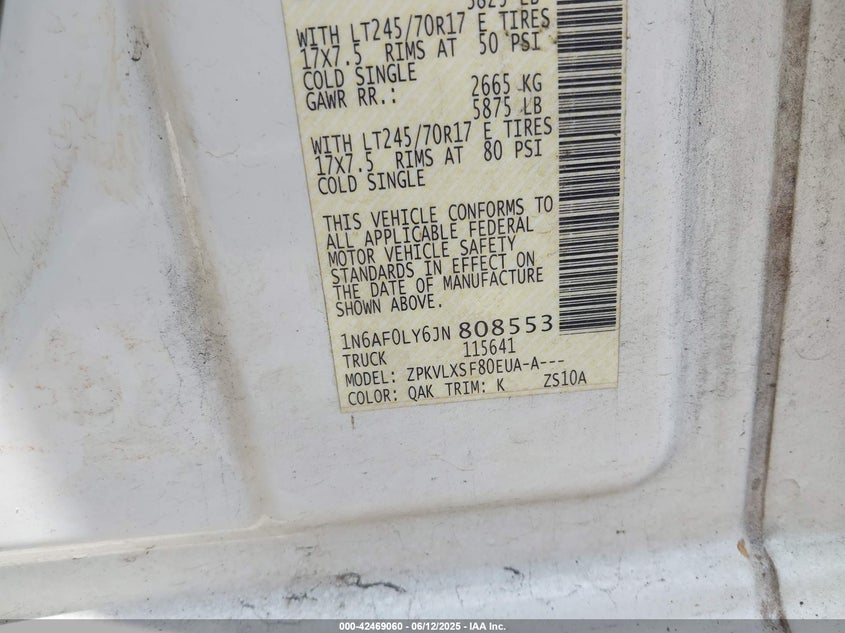 WITH LT245/70R17 E TIRES
17X7.5 RIMS AT 50 PSI
COLD SINGLE
GAWR RR.: 2665 KG
5875 LB
WITH LT245/70R17 E TIRES
17X7.5 RIMS AT 80 PSI
COLD SINGLE
THIS VEHICLE CONFORMS TO
ALL APPLICABLE FEDERAL
MOTOR VEHICLE SAFETY
STANDARDS IN EFFECT ON
THE DATE OF MANUFACTURE
SHOWN ABOVE.
1N6AF0LY6JN 808553
TRUCK 115641
MODEL: ZPKVLXSF80EUA-A---
COLOR: QAK TRIM: K ZS10A
000-42469060 - 06/12/2025 - IAA Inc.